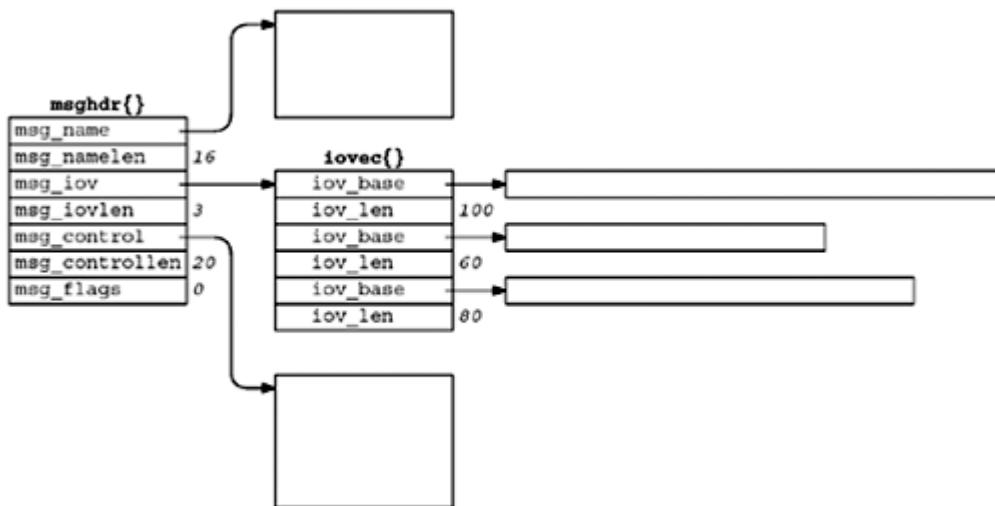 msghdr{}
msg_name
msg_namelen 16
msg_iov
msg_iovlen 3
msg_control
msg_controllen 20
msg_flags 0
iovec{}
iov_base
iov_len 100
iov_base
iov_len 60
iov_base
iov_len 80